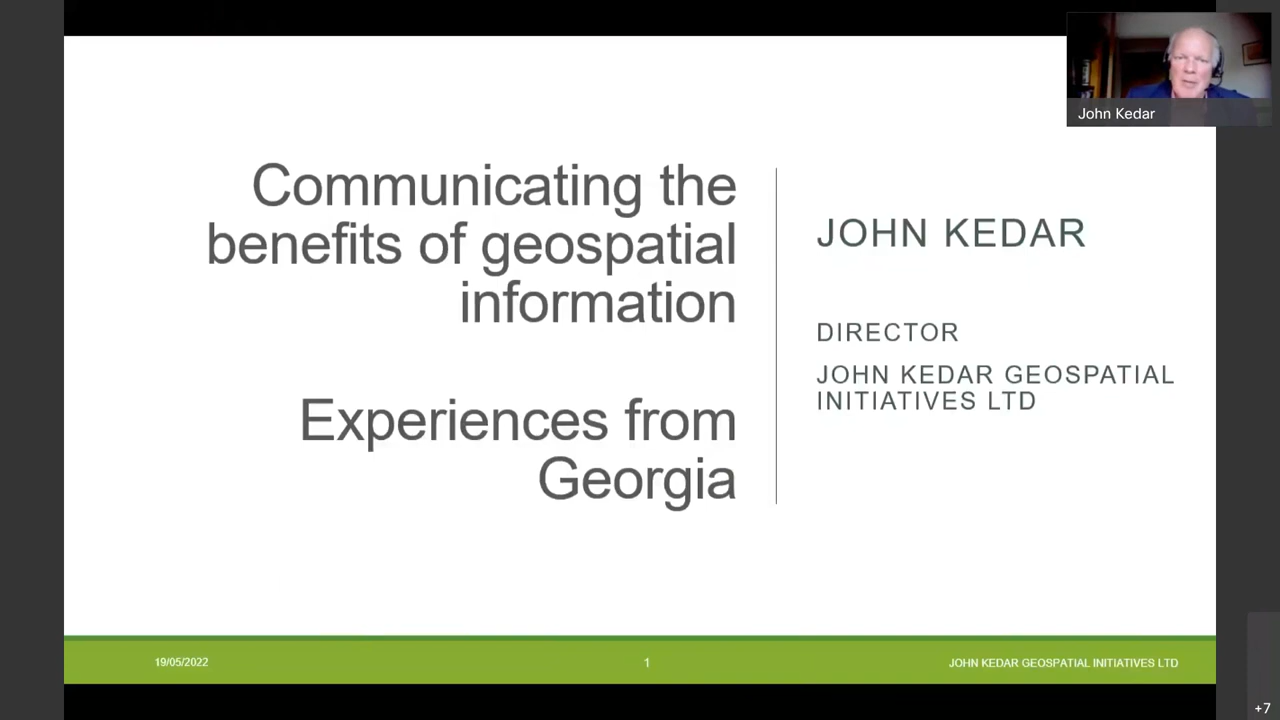 Communicating the
benefits of geospatial
information
Experiences from
Georgia
JOHN KEDAR
DIRECTOR
JOHN KEDAR GEOSPATIAL
INITIATIVES LTD
John Kedar
19/05/2022
1
JOHN KEDAR GEOSPATIAL INITIATIVES LTD
+7